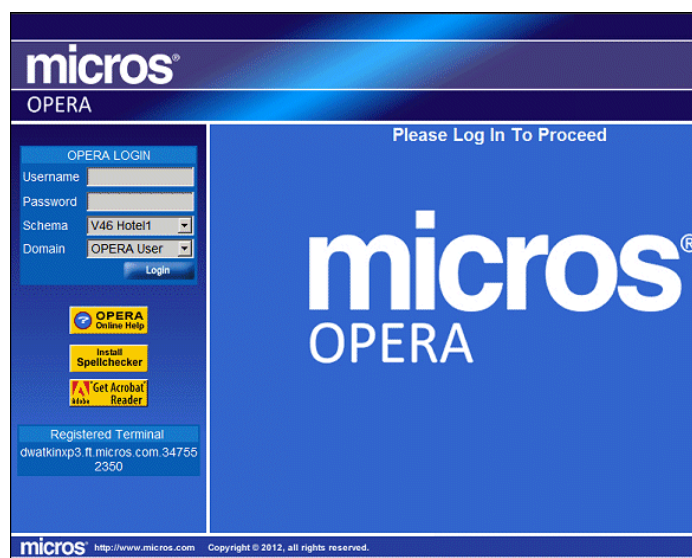 micros®
OPERA
Please Log In To Proceed
OPERA LOGIN
Username
Password
Schema V46 Hotel1
Domain OPERA User
Login
micros®
OPERA
OPERA
Online Help
Install
Spellchecker
Get Acrobat
Reader
Adobe
Registered Terminal
dwatkinxp3.ft.micros.com.34755
2350
micros® http://www.micros.com Copyright © 2012, all rights reserved.